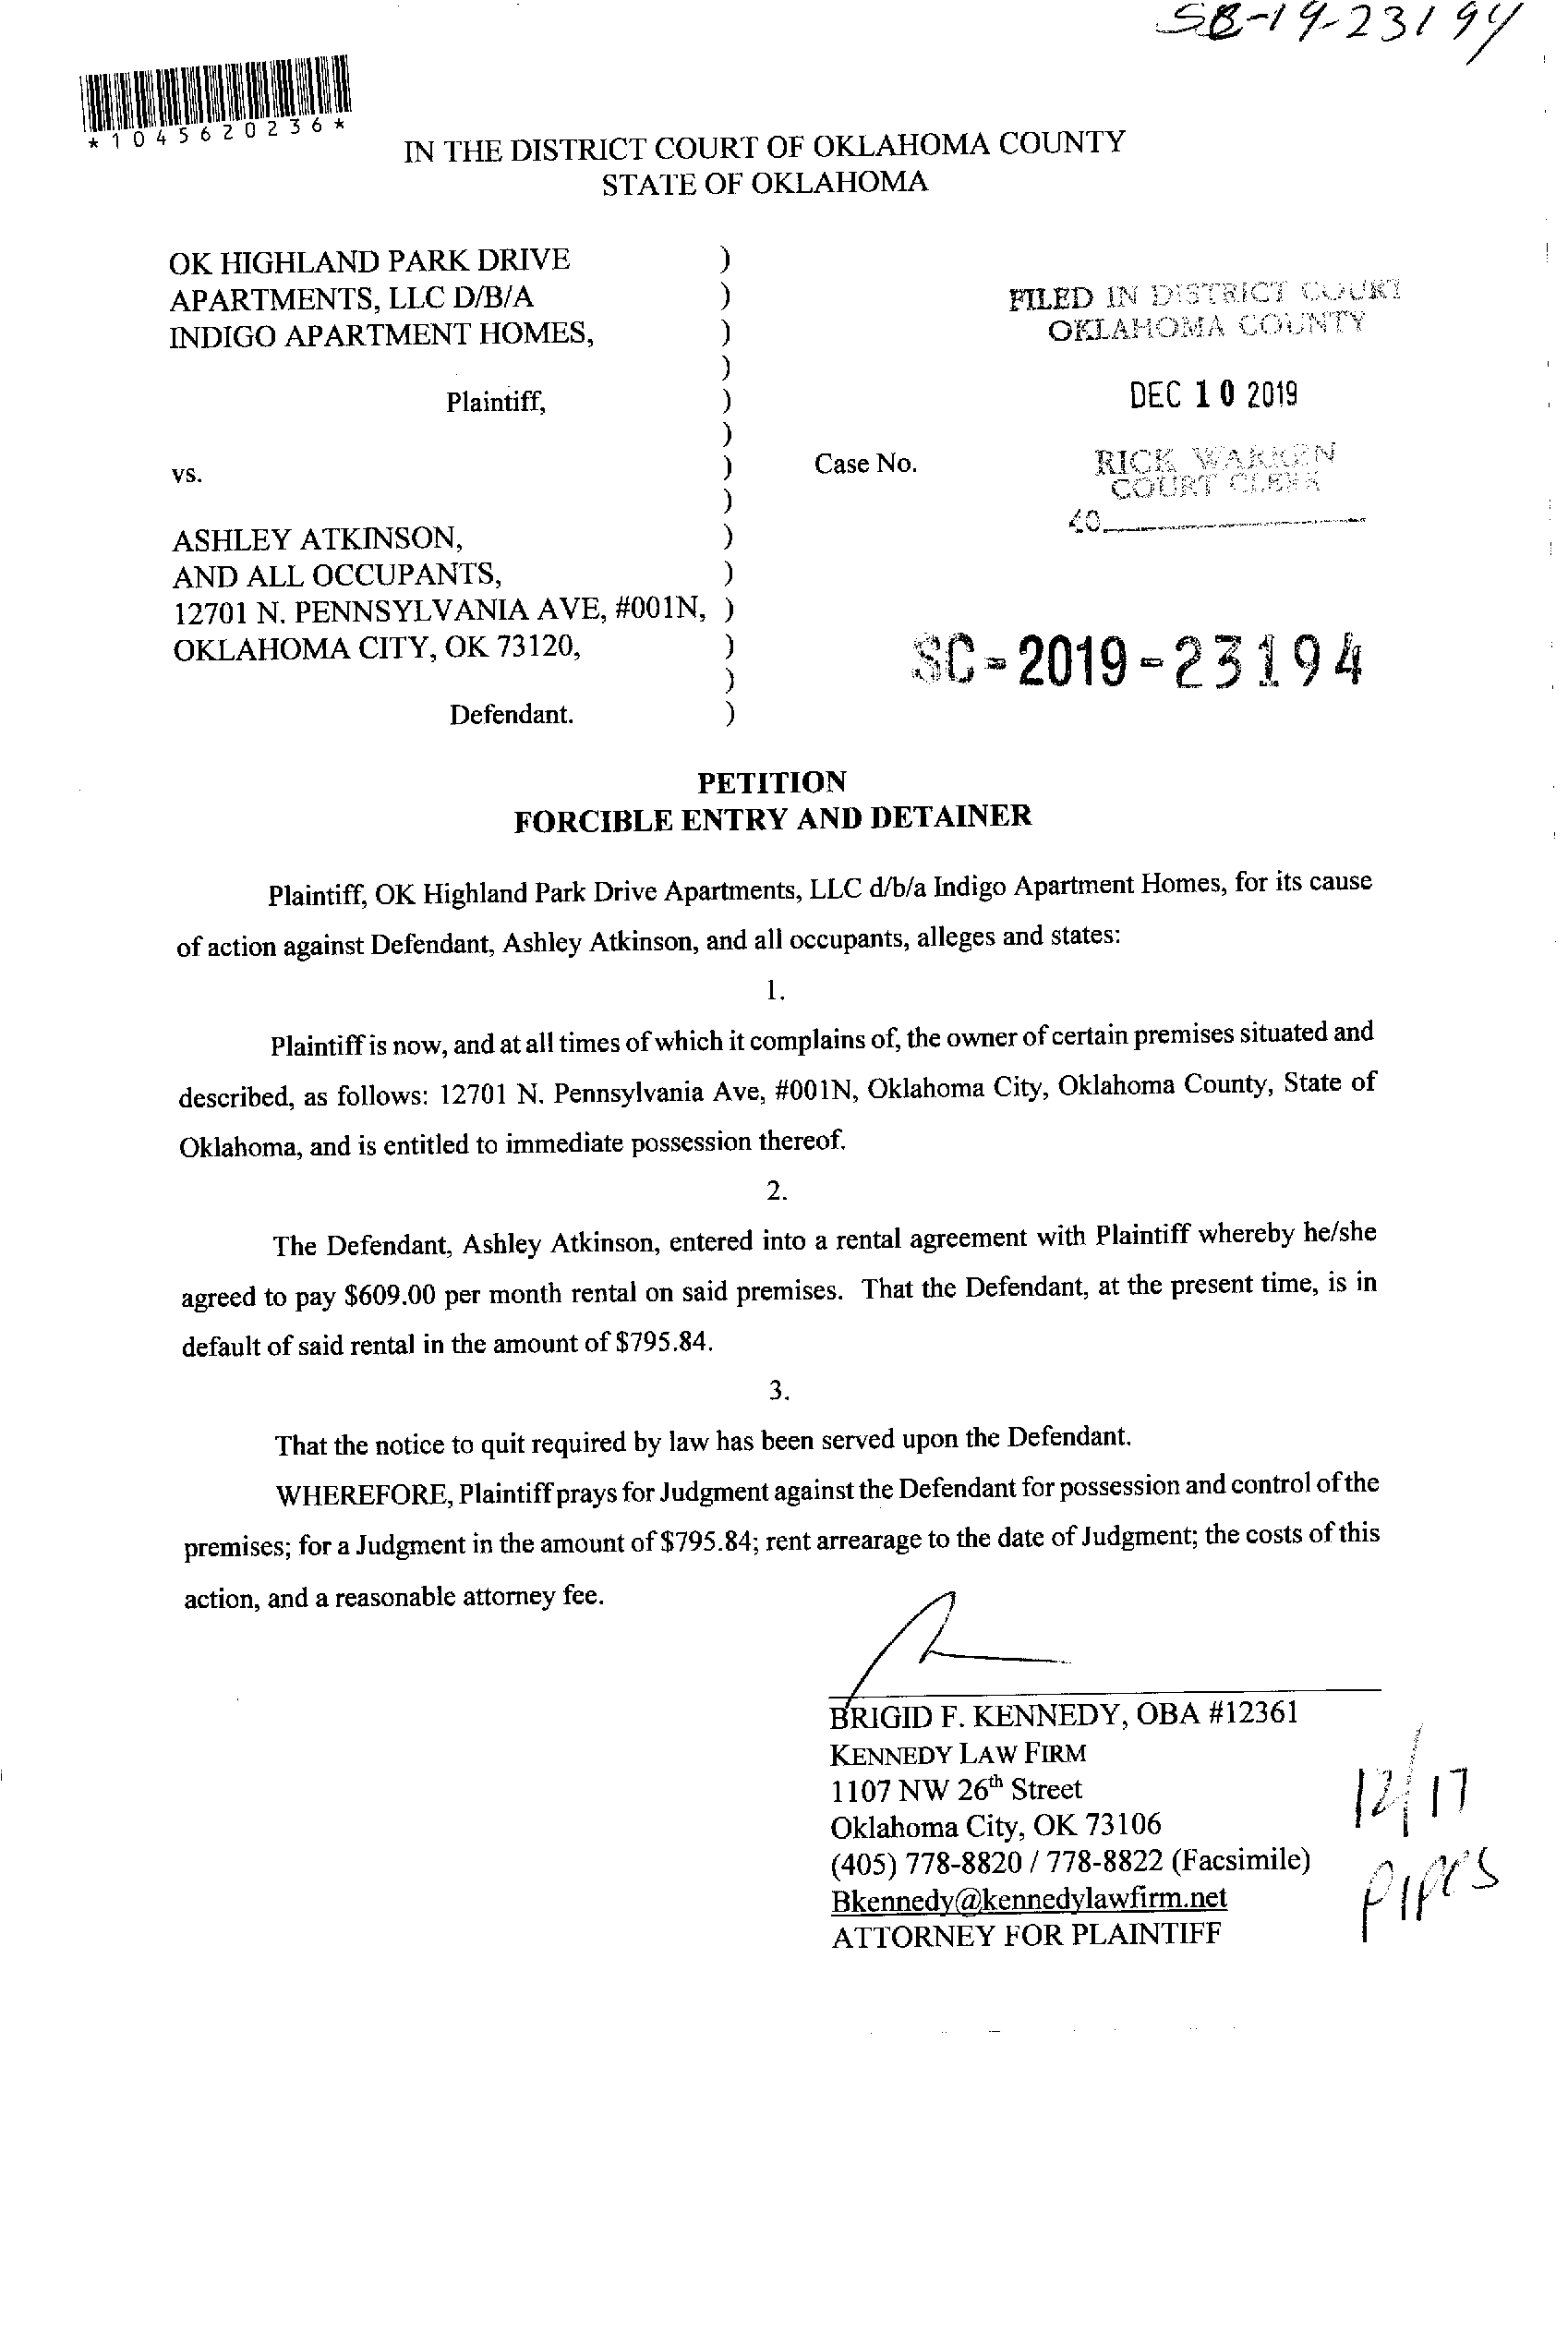 SC-19-23194
*1045620236*
IN THE DISTRICT COURT OF OKLAHOMA COUNTY
STATE OF OKLAHOMA
OK HIGHLAND PARK DRIVE )
APARTMENTS, LLC D/B/A )
INDIGO APARTMENT HOMES, )
)
Plaintiff, )
)
vs. )
)
ASHLEY ATKINSON, )
AND ALL OCCUPANTS, )
12701 N. PENNSYLVANIA AVE, #001N, )
OKLAHOMA CITY, OK 73120, )
)
Defendant. )
FILED IN DISTRICT COURT
OKLAHOMA COUNTY
DEC 10 2019
Case No.
RICK WARREN
COURT CLERK
40
SC-2019-23194
PETITION
FORCIBLE ENTRY AND DETAINER
Plaintiff, OK Highland Park Drive Apartments, LLC d/b/a Indigo Apartment Homes, for its cause
of action against Defendant, Ashley Atkinson, and all occupants, alleges and states:
1.
Plaintiff is now, and at all times of which it complains of, the owner of certain premises situated and
described, as follows: 12701 N. Pennsylvania Ave, #001N, Oklahoma City, Oklahoma County, State of
Oklahoma, and is entitled to immediate possession thereof.
2.
The Defendant, Ashley Atkinson, entered into a rental agreement with Plaintiff whereby he/she
agreed to pay $609.00 per month rental on said premises. That the Defendant, at the present time, is in
default of said rental in the amount of $795.84.
3.
That the notice to quit required by law has been served upon the Defendant.
WHEREFORE, Plaintiff prays for Judgment against the Defendant for possession and control of the
premises; for a Judgment in the amount of $795.84; rent arrearage to the date of Judgment; the costs of this
action, and a reasonable attorney fee.
BRIGID F. KENNEDY, OBA #12361
KENNEDY LAW FIRM
1107 NW 26th Street
Oklahoma City, OK 73106
(405) 778-8820 / 778-8822 (Facsimile)
Bkennedy@kennedylawfirm.net
ATTORNEY FOR PLAINTIFF
12/17
pipes